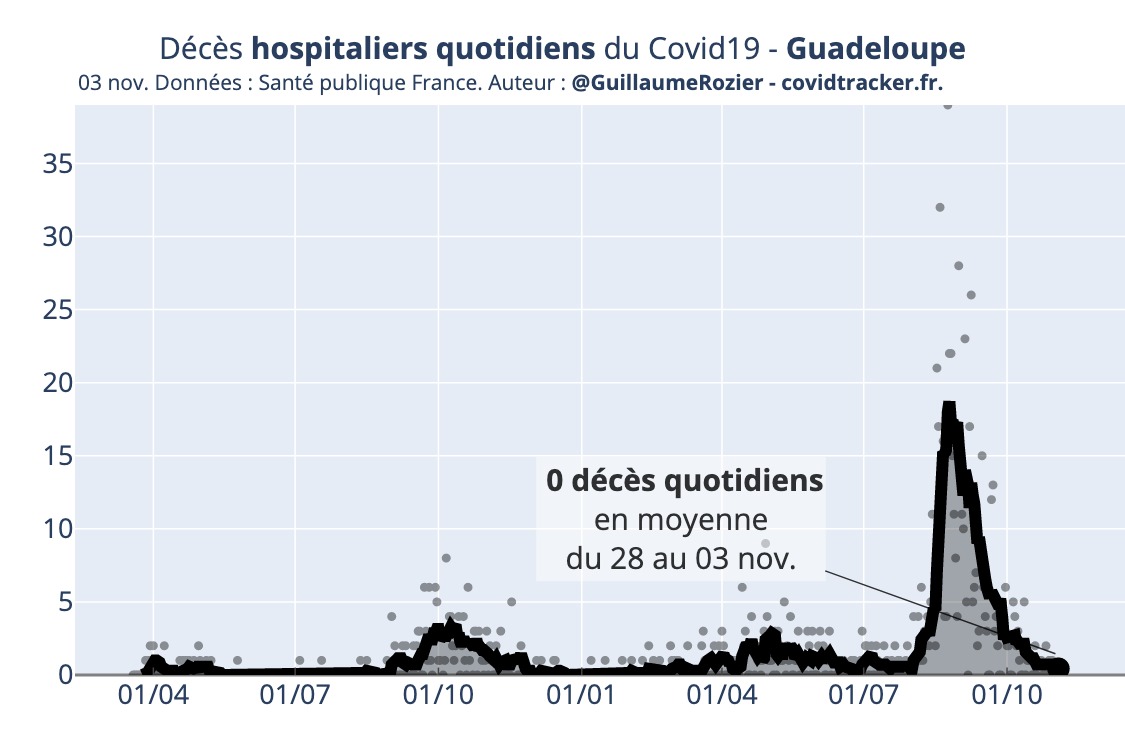 Décès hospitaliers quotidiens du Covid19 - Guadeloupe
03 nov. Données : Santé publique France. Auteur : @GuillaumeRozier - covidtracker.fr.
35
30
25
20
15
10
5
0
0 décès quotidiens
en moyenne
du 28 au 03 nov.
01/04 01/07 01/10 01/01 01/04 01/07 01/10